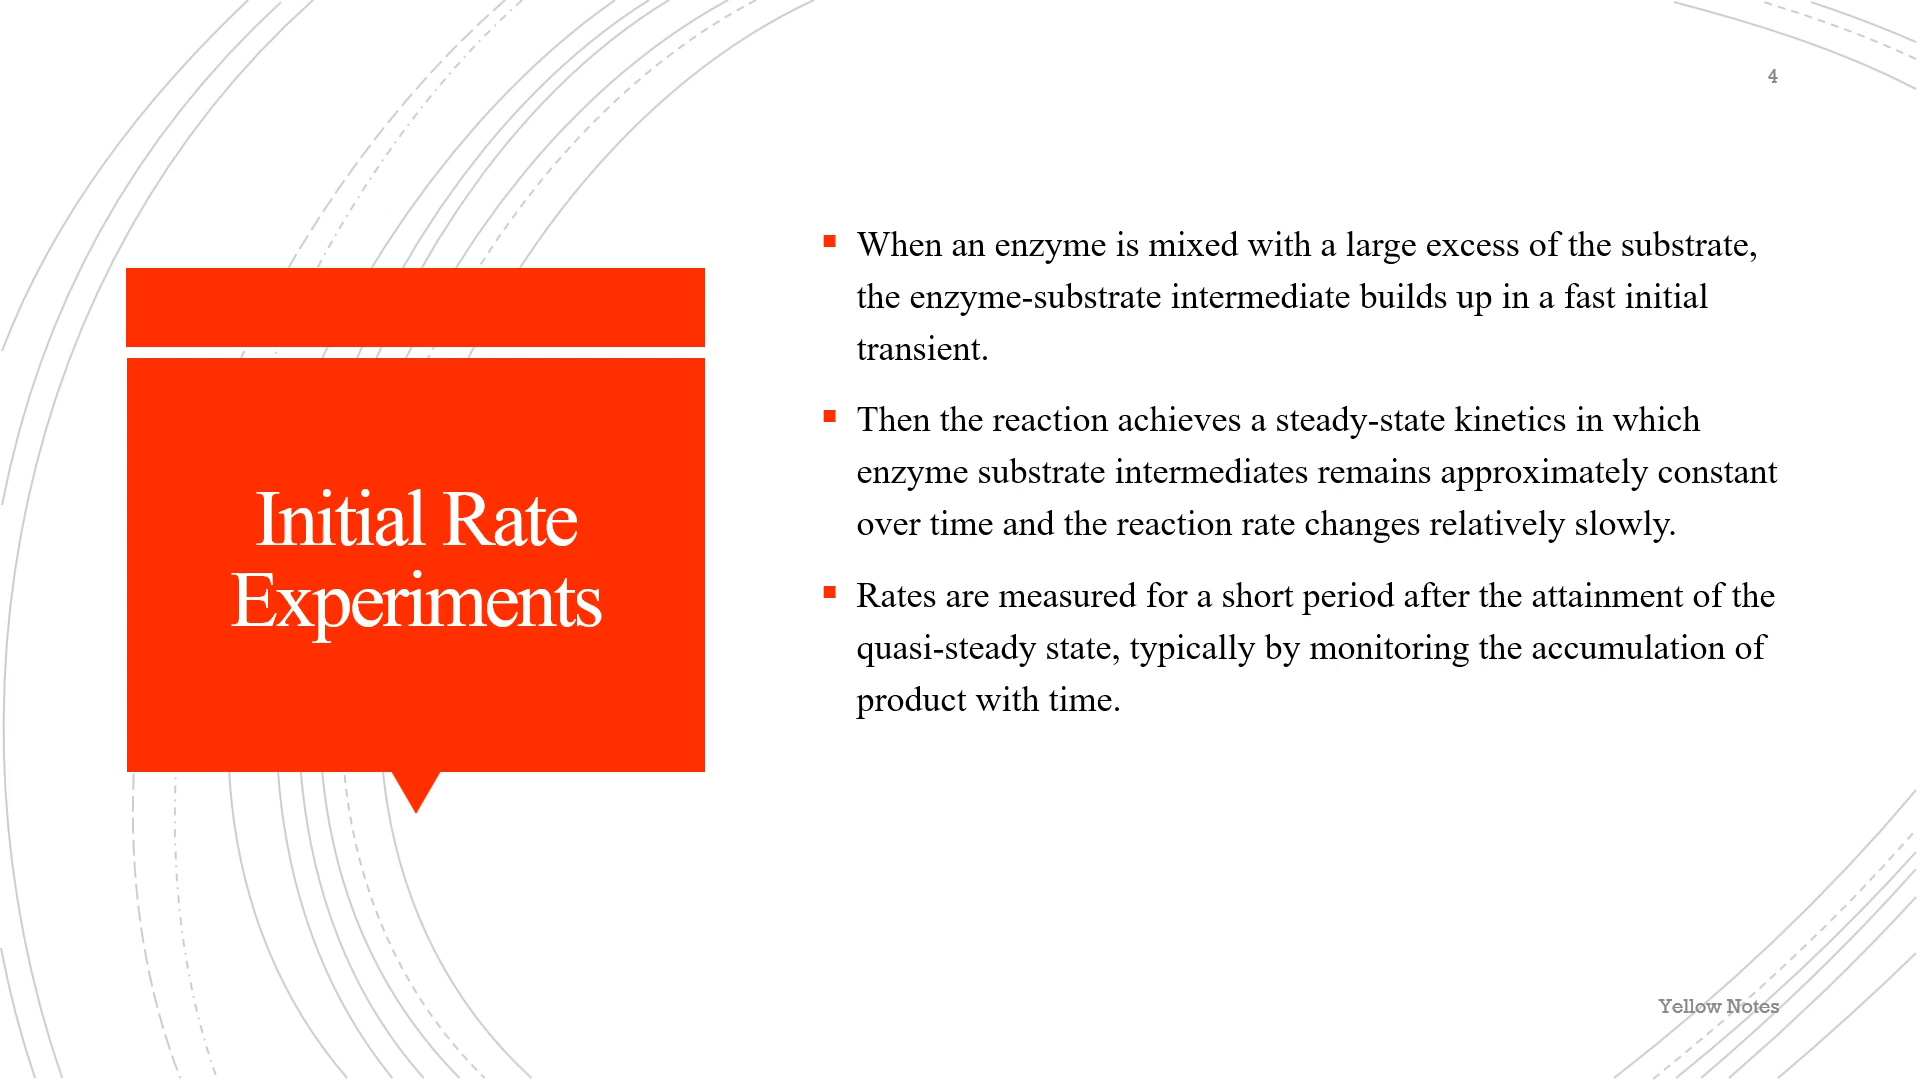 4
Initial Rate
Experiments
When an enzyme is mixed with a large excess of the substrate,
the enzyme-substrate intermediate builds up in a fast initial
transient.
Then the reaction achieves a steady-state kinetics in which
enzyme substrate intermediates remains approximately constant
over time and the reaction rate changes relatively slowly.
Rates are measured for a short period after the attainment of the
quasi-steady state, typically by monitoring the accumulation of
product with time.
Yellow Notes